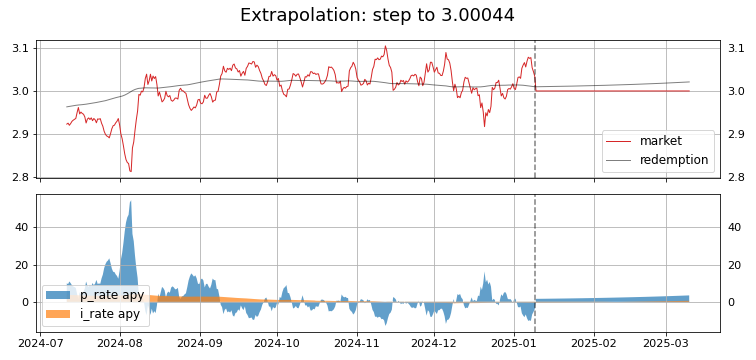 Extrapolation: step to 3.00044
3.1 3.1
3.0 3.0
2.9 2.9
2.8 2.8
market
redemption
40 40
20 20
0 0
p_rate apy
i_rate apy
2024-07 2024-08 2024-09 2024-10 2024-11 2024-12 2025-01 2025-02 2025-03